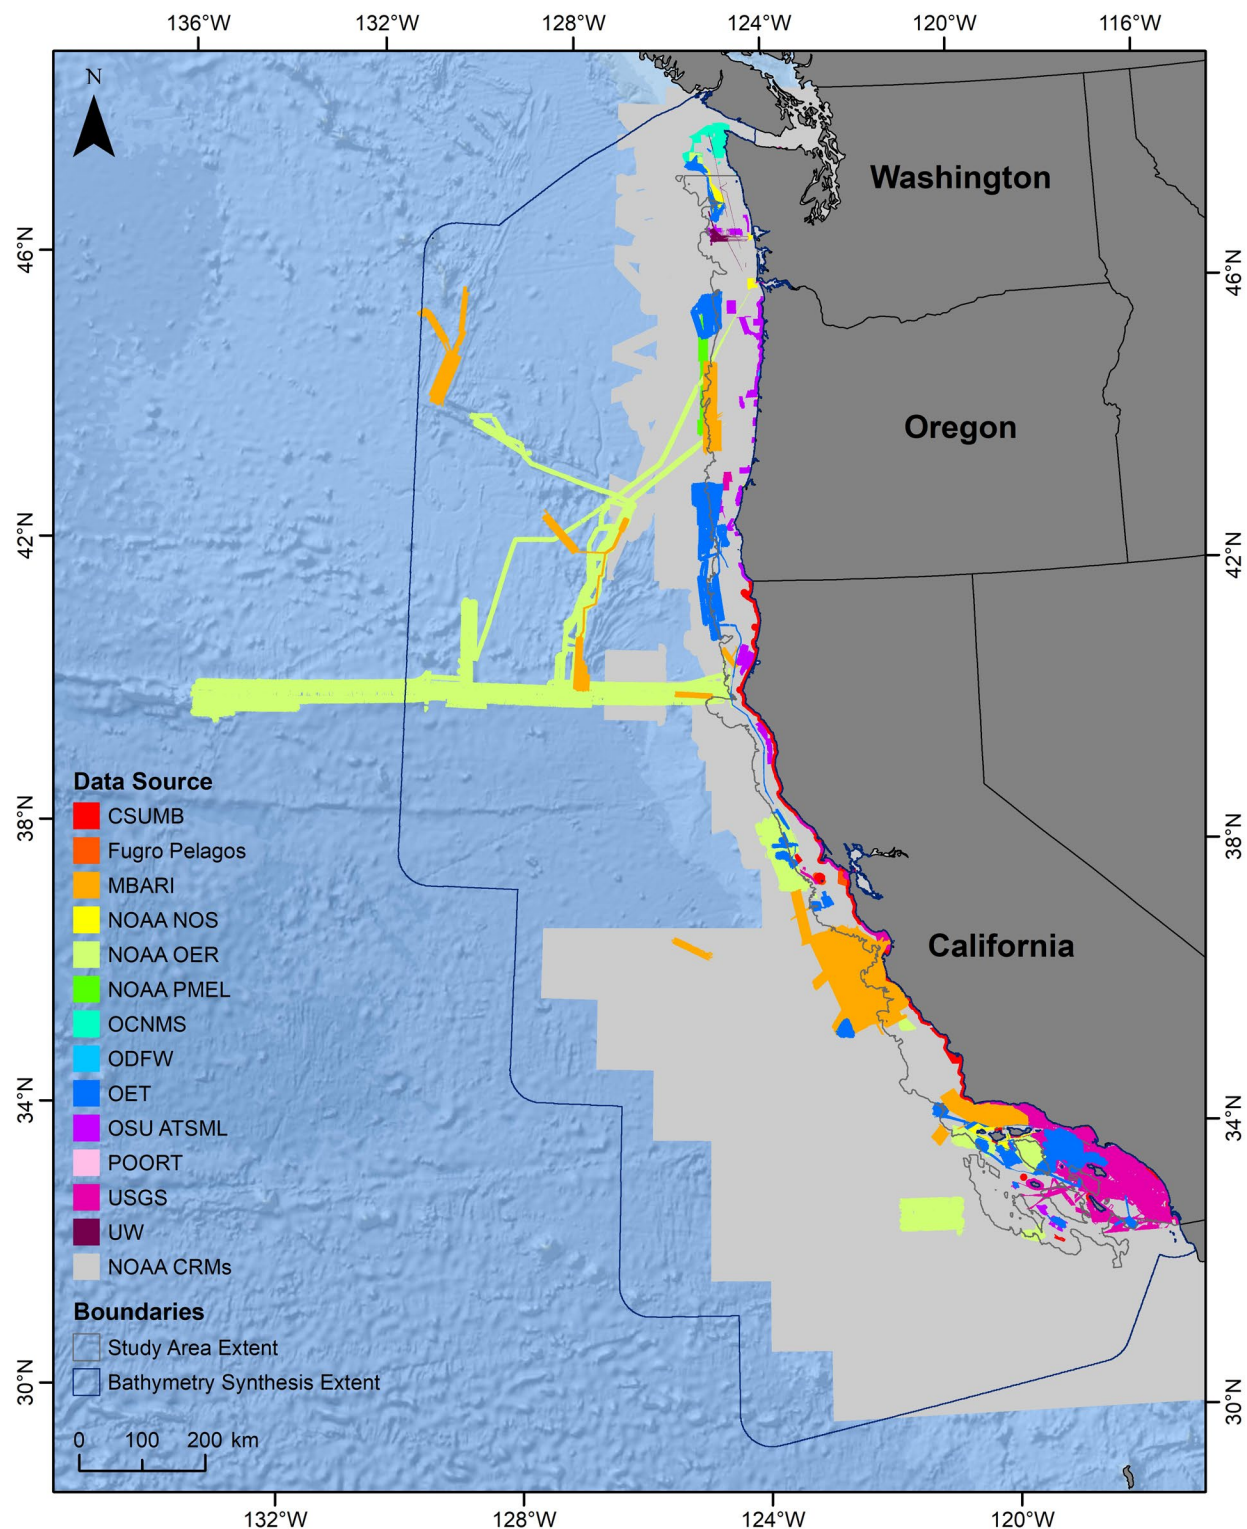 136°W 132°W 128°W 124°W 120°W 116°W
N
Washington
46°N 46°N
Oregon
42°N 42°N
Data Source
CSUMB
38°N 38°N
Fugro Pelagos
MBARI
NOAA NOS
California
NOAA OER
NOAA PMEL
OCNMS
ODFW
OET
34°N 34°N
OSU ATSML
POORT
USGS
UW
NOAA CRMs
Boundaries
Study Area Extent
Bathymetry Synthesis Extent
30°N 30°N
0 100 200 km
132°W 128°W 124°W 120°W